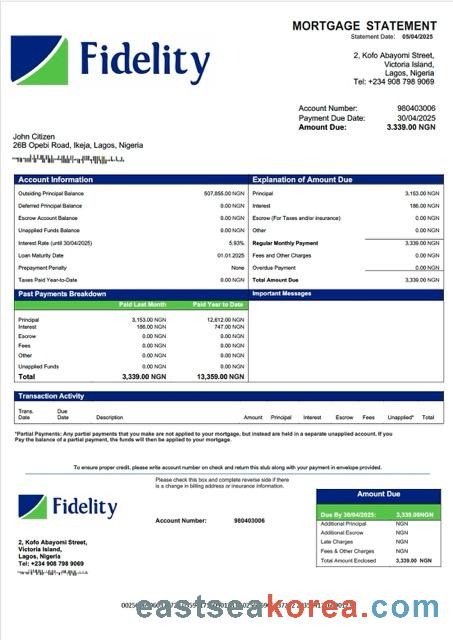 MORTGAGE STATEMENT
Statement Date: 05/04/2025
Fidelity
2, Kofo Abayomi Street,
Victoria Island,
Lagos, Nigeria
Tel: +234 908 798 9069
Account Number: 980403006
Payment Due Date: 30/04/2025
Amount Due: 3.339.00 NGN
John Citizen
26B Opebi Road, Ikeja, Lagos, Nigeria
Account Information
Outsiding Principal Balance 507,855.00 NGN
Deferred Principal Balance 0.00 NGN
Escrow Account Balance 0.00 NGN
Unapplied Funds Balance 0.00 NGN
Interest Rate (until 30/04/2025) 5.93%
Loan Maturity Date 01.01.2025
Prepayment Penalty None
Taxes Paid Year-to-Date 0.00 NGN
Explanation of Amount Due
Principal 3,153.00 NGN
Interest 186.00 NGN
Escrow (For Taxes and/or insurance) 0.00 NGN
Other 0.00 NGN
Regular Monthly Payment 3,339.00 NGN
Fees and Other Charges 0.00 NGN
Overdue Payment 0.00 NGN
Total Amount Due 3,339.00 NGN
Past Payments Breakdown
Paid Last Month Paid Year to Date
Principal 3,153.00 NGN 12,612.00 NGN
Interest 186.00 NGN 747.00 NGN
Escrow 0.00 NGN 0.00 NGN
Fees 0.00 NGN 0.00 NGN
Other 0.00 NGN 0.00 NGN
Unapplied Funds 0.00 NGN 0.00 NGN
Total 3,339.00 NGN 13,359.00 NGN
Important Messages
Transaction Activity
Trans. Date Due Date Description Amount Principal Interest Escrow Fees Unapplied* Total
*Partial Payments: Any partial payments that you make are not applied to your mortgage, but instead are held in a separate unapplied account. If you
Pay the balance of a partial payment, the funds will then be applied to your mortgage.
To ensure proper credit, please write account number on check and return this stub along with your payment in envelope provided.
Please check this box and complete reverse side if there
is a change in billing address or insurance information.
Fidelity
Account Number: 980403006
2, Kofo Abayomi Street,
Victoria Island,
Lagos, Nigeria
Tel: +234 908 798 9069
Amount Due
Due By 30/04/2025: 3,339.00NGN
Additional Principal NGN
Additional Escrow NGN
Late Charges NGN
Fees & Other Charges NGN
Total Amount Enclosed 3,339.00 NGN
eastseakorea.com